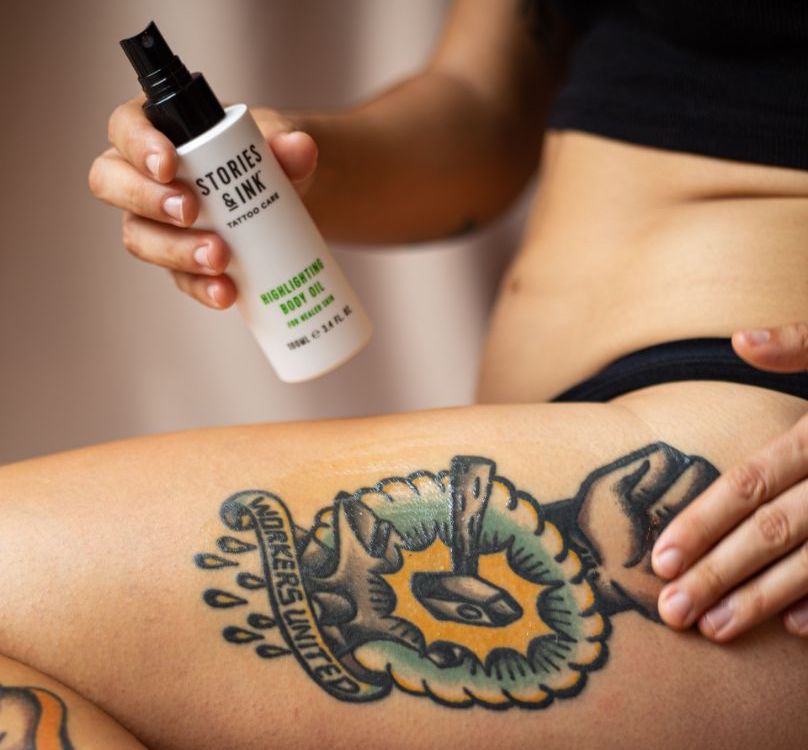 STORIES
& INK
TATTOO CARE
HIGHLIGHTING
BODY OIL
FOR HEALED SKIN
100ML ℮ 3.4 FL. OZ.
WORKERS UNITED